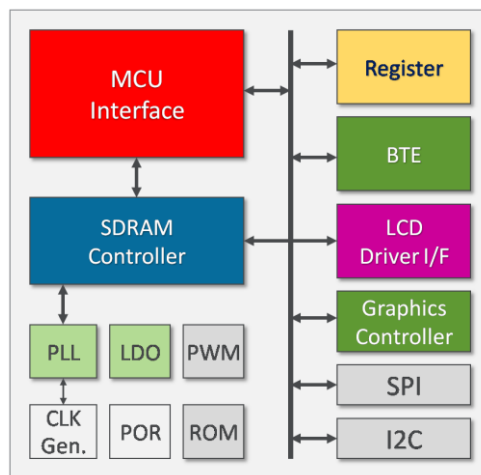 MCU
Interface
Register
BTE
SDRAM
Controller
LCD
Driver I/F
Graphics
Controller
PLL
LDO
PWM
SPI
CLK
Gen.
POR
ROM
I2C